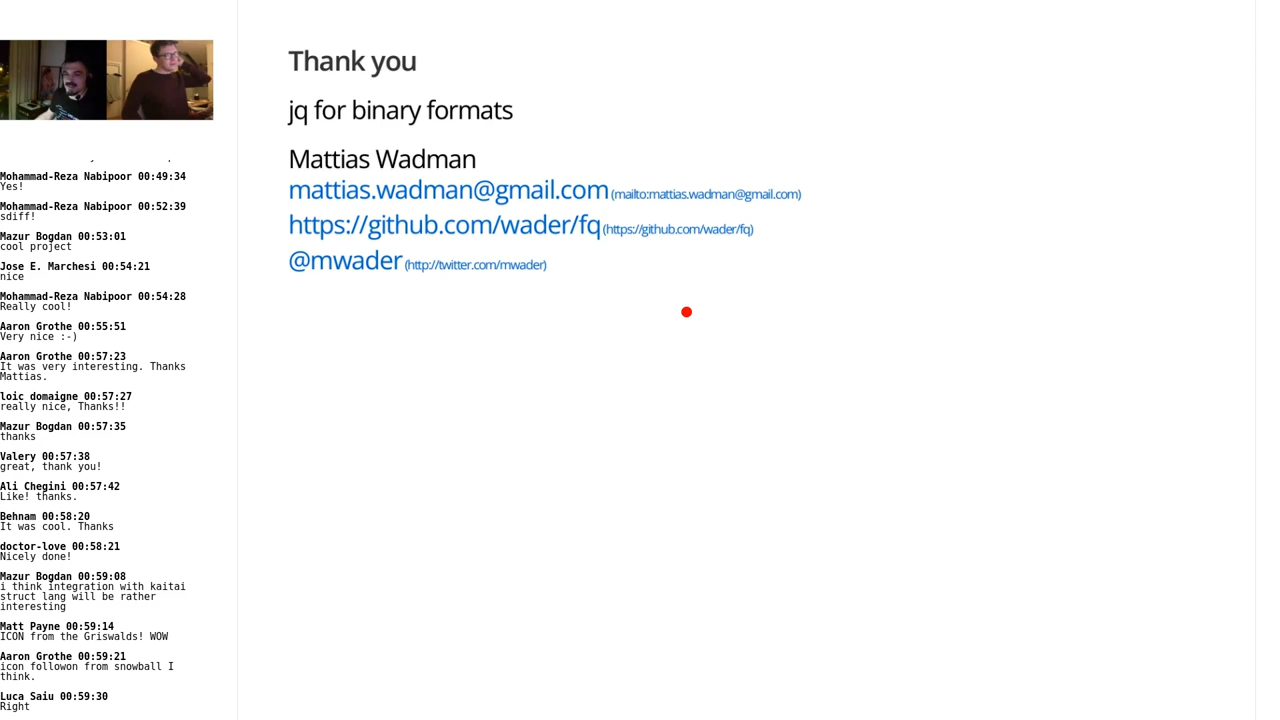 Mohammad-Reza Nabipoor 00:49:34
Yes!
Mohammad-Reza Nabipoor 00:52:39
sdiff!
Mazur Bogdan 00:53:01
cool project
Jose E. Marchesi 00:54:21
nice
Mohammad-Reza Nabipoor 00:54:28
Really cool!
Aaron Grothe 00:55:51
Very nice :-)
Aaron Grothe 00:57:23
It was very interesting. Thanks
Mattias.
loic domaigne 00:57:27
really nice, Thanks!!
Mazur Bogdan 00:57:35
thanks
Valery 00:57:38
great, thank you!
Ali Chegini 00:57:42
Like! thanks.
Behnam 00:58:20
It was cool. Thanks
doctor-love 00:58:21
Nicely done!
Mazur Bogdan 00:59:08
i think integration with kaitai
struct lang will be rather
interesting
Matt Payne 00:59:14
ICON from the Griswalds! WOW
Aaron Grothe 00:59:21
icon followon from snowball I
think.
Luca Saiu 00:59:30
Right
Thank you
jq for binary formats
Mattias Wadman
mattias.wadman@gmail.com (mailto:mattias.wadman@gmail.com)
https://github.com/wader/fq (https://github.com/wader/fq)
@mwader (http://twitter.com/mwader)